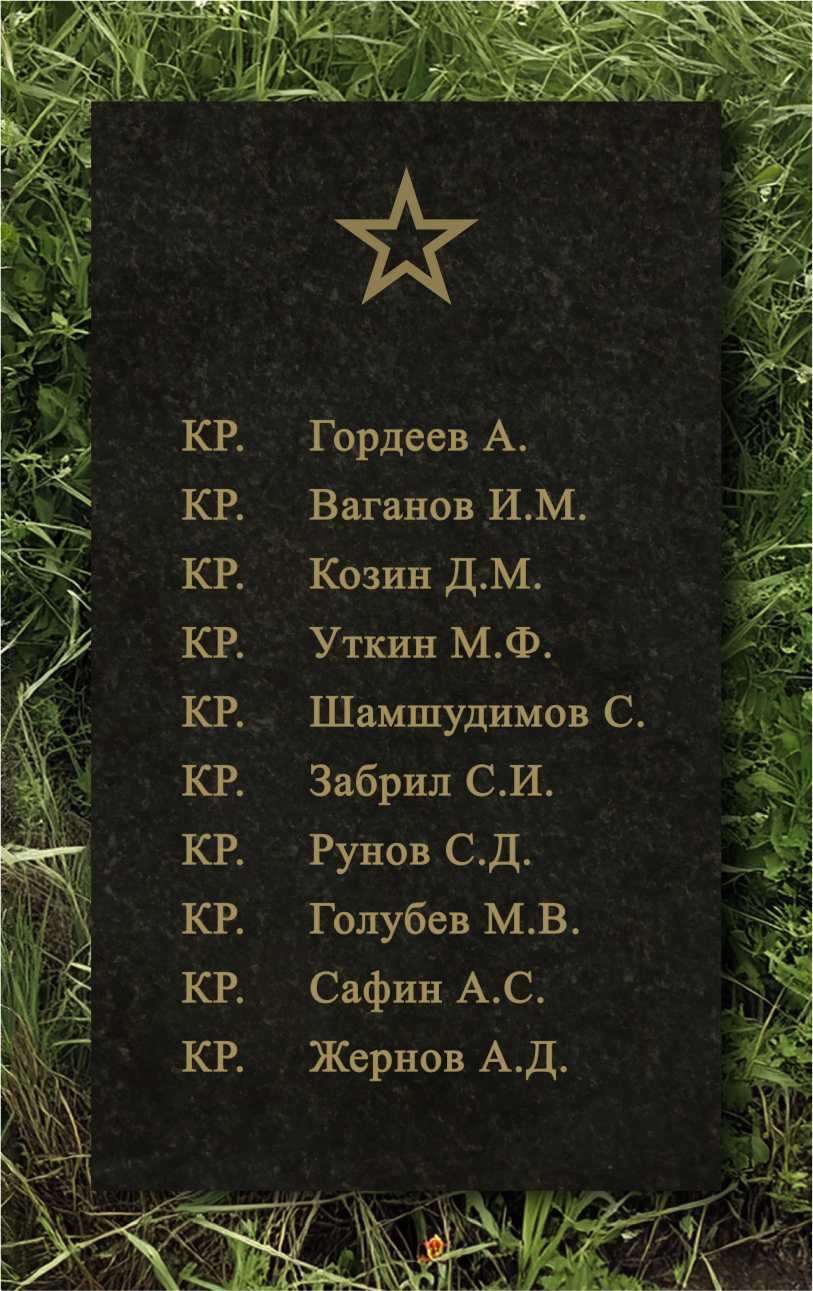 КР. Гордеев А.
КР. Ваганов И.М.
КР. Козин Д.М.
КР. Уткин М.Ф.
КР. Шамшудимов С.
КР. Забрил С.И.
КР. Рунов С.Д.
КР. Голубев М.В.
КР. Сафин А.С.
КР. Жернов А.Д.